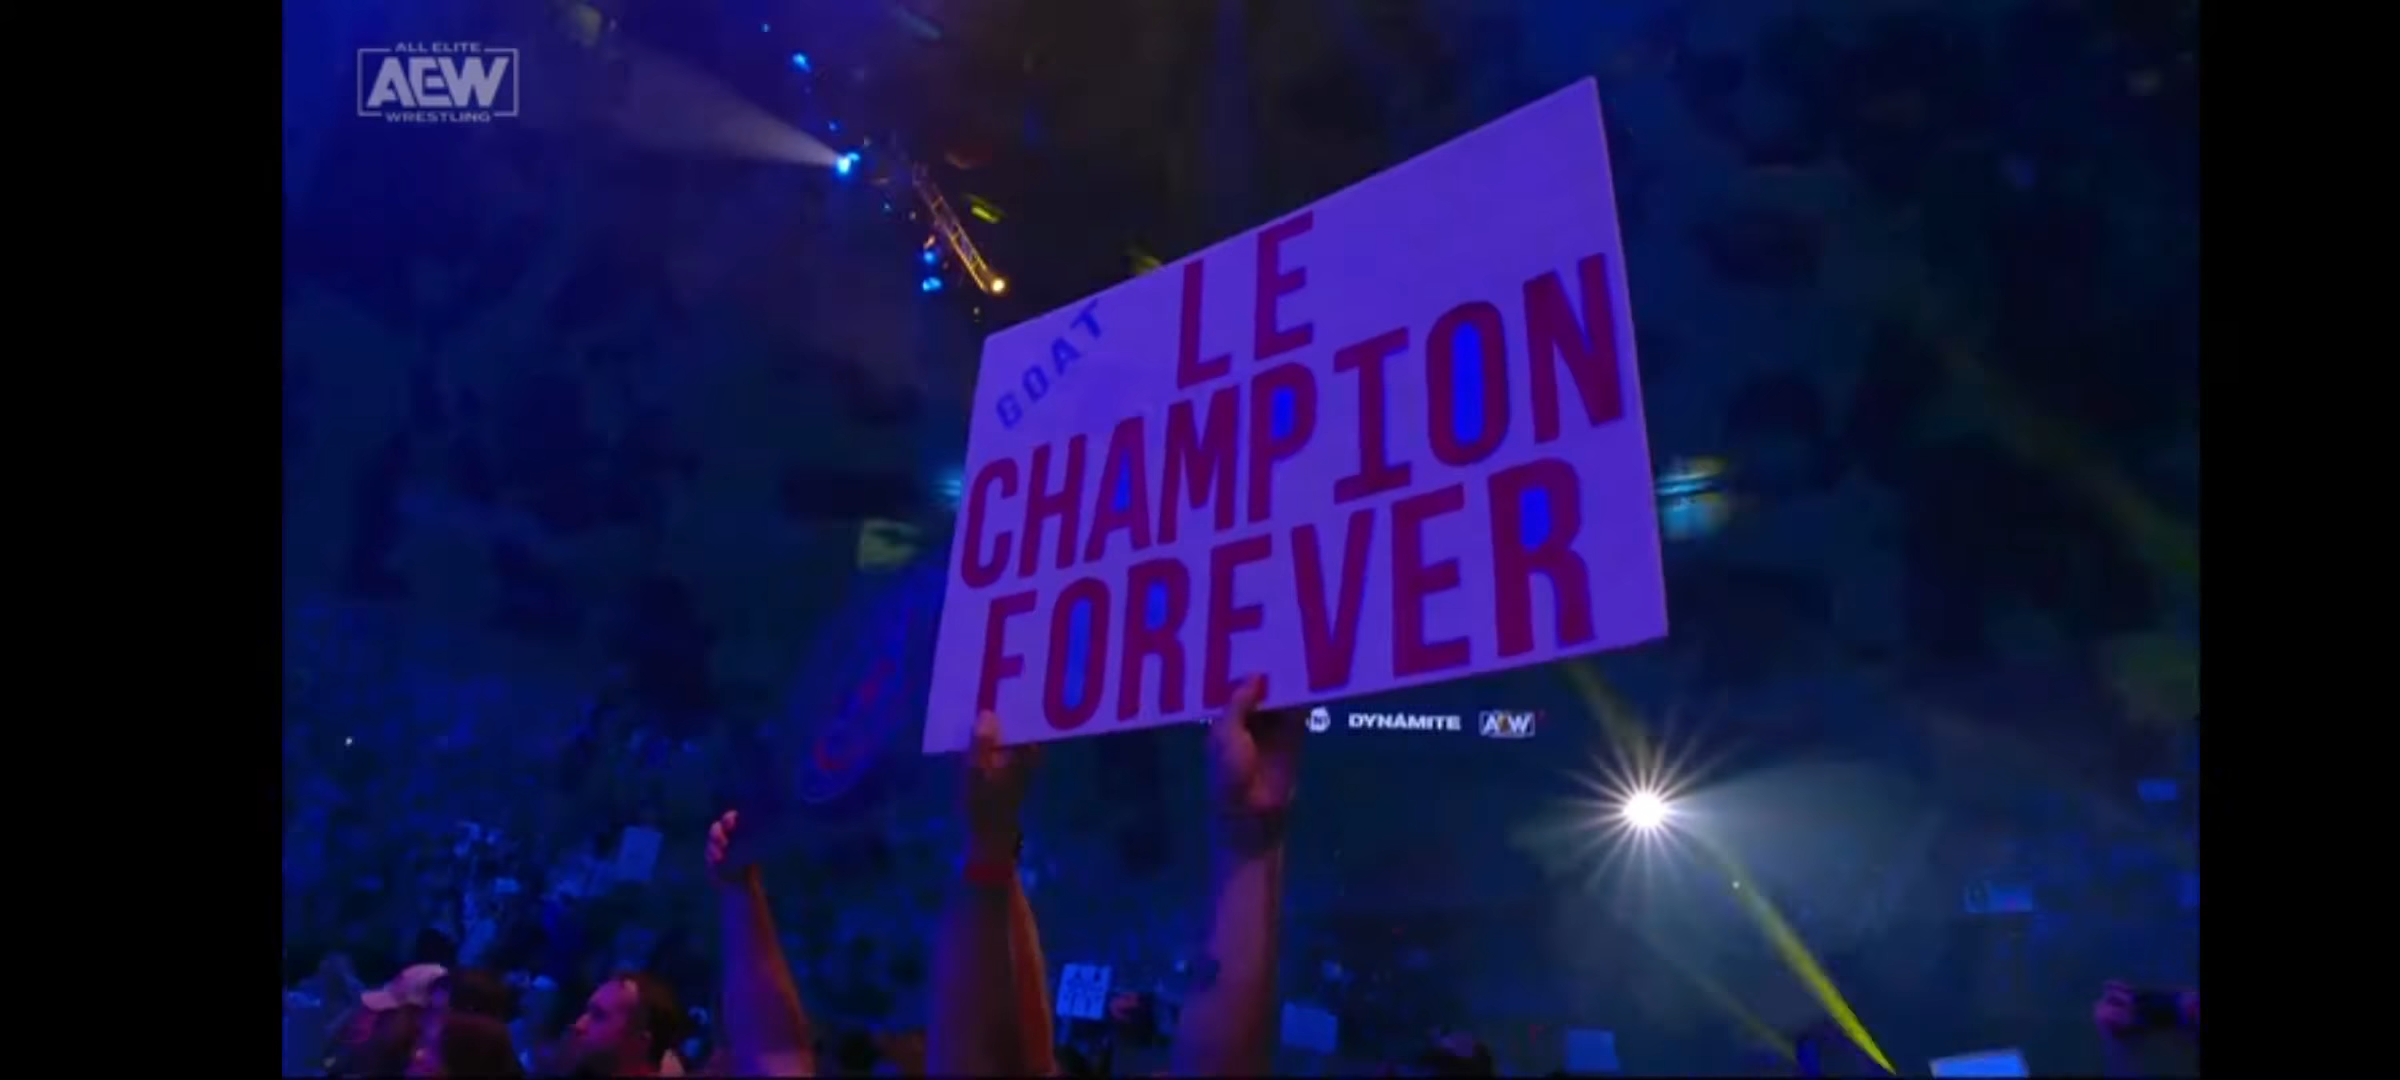 ALL ELITE
AEW
WRESTLING
GOAT
LE
CHAMPION
FOREVER
DYNAMITE AEW